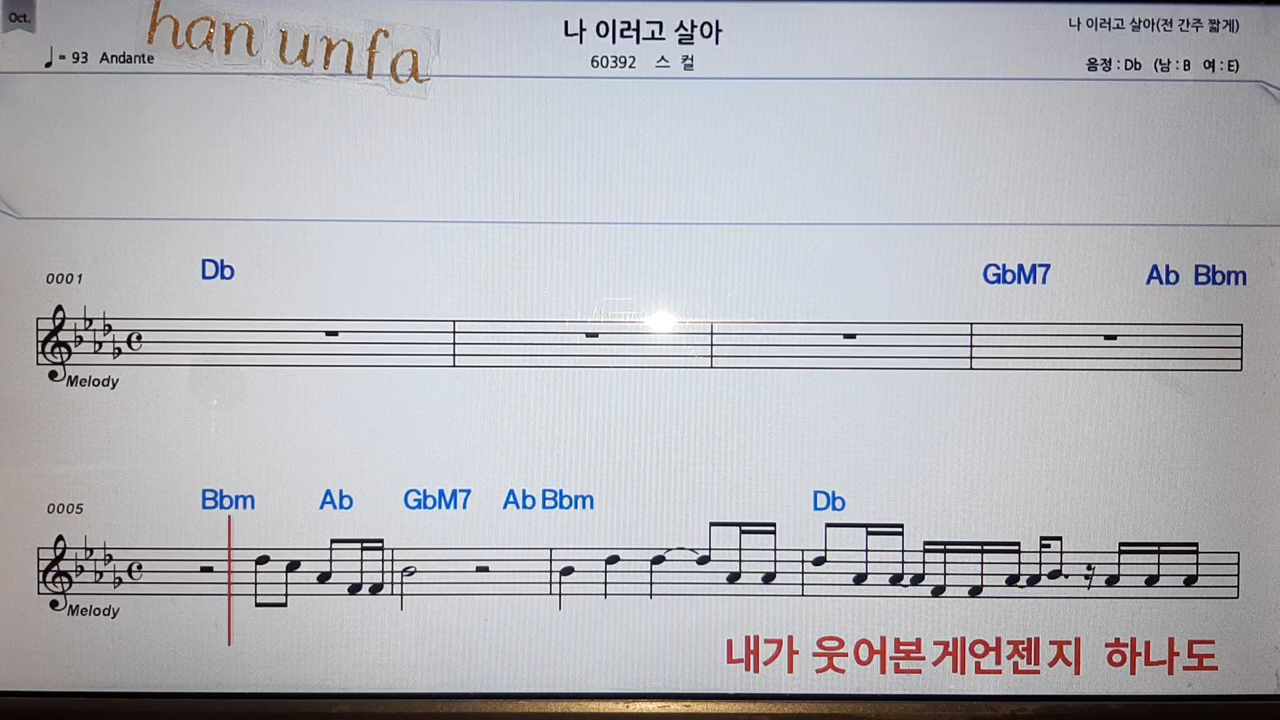 Oct.
han unfa
나 이러고 살아
나 이러고 살아(전 간주 짧게)
♩= 93 Andante
60392 스 컬
음정 : Db (남 : B 여 : E)
0001 Db GbM7 Ab Bbm
Melody
0005 Bbm Ab GbM7 Ab Bbm Db
Melody
내가 웃어본게언젠지 하나도